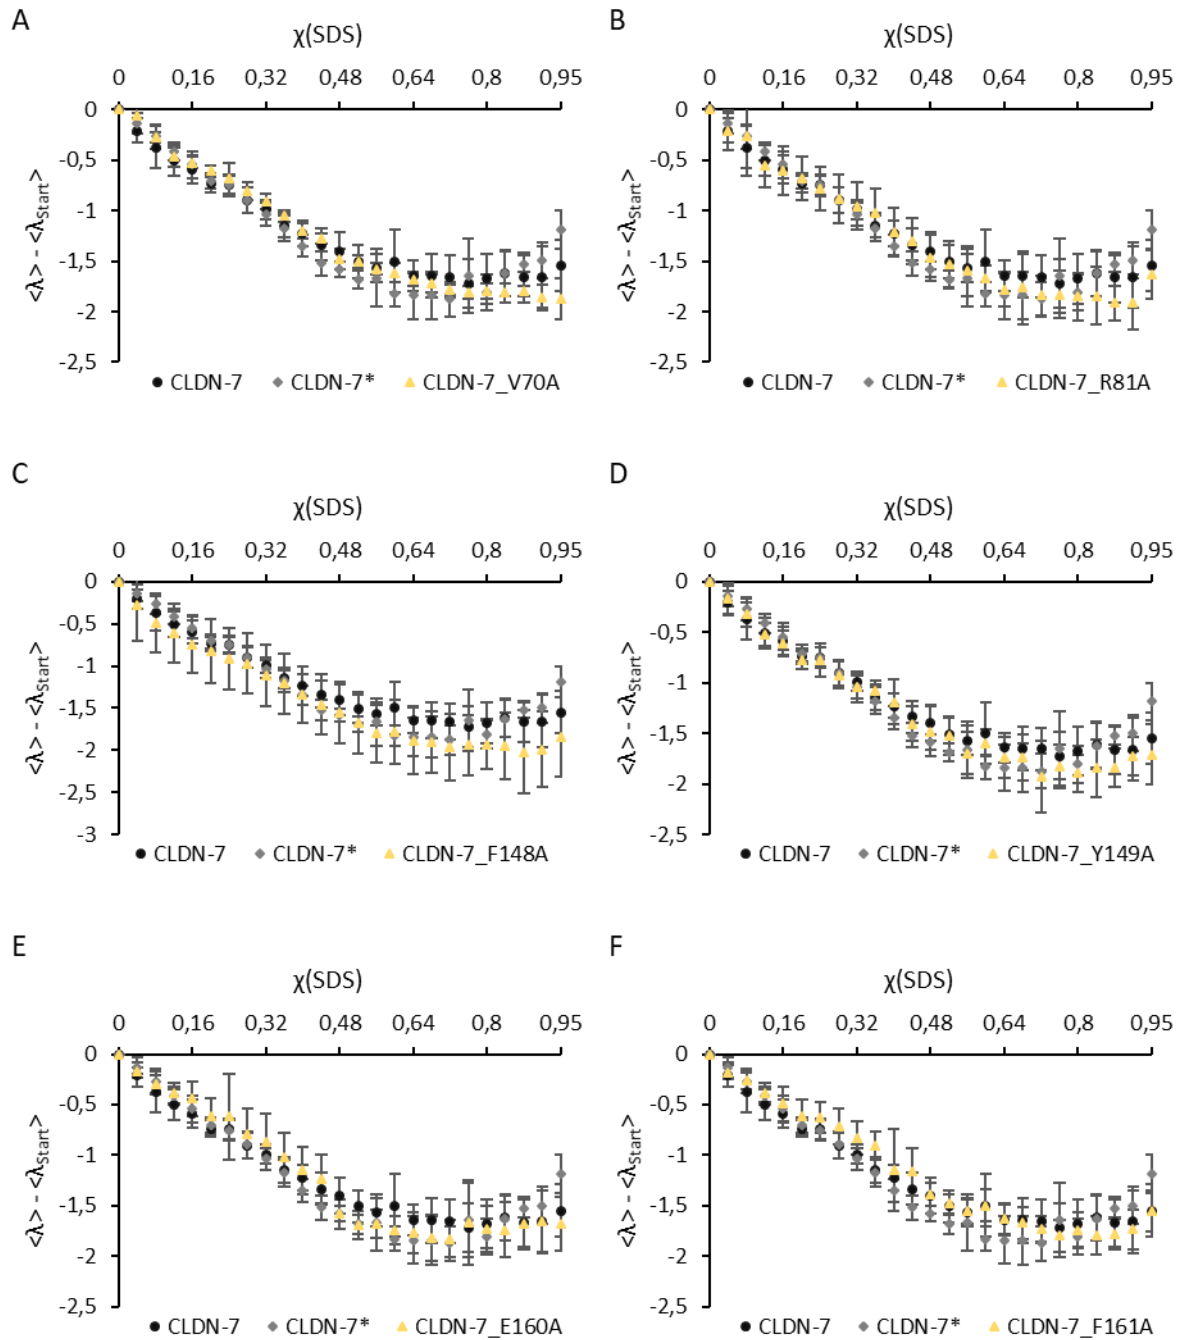 A
χ(SDS)
0 0,16 0,32 0,48 0,64 0,8 0,95
0
-0,5
-1
-1,5
-2
-2,5
<λ> - <λStart>
CLDN-7 CLDN-7* CLDN-7_V70A
B
χ(SDS)
0 0,16 0,32 0,48 0,64 0,8 0,95
0
-0,5
-1
-1,5
-2
-2,5
<λ> - <λStart>
CLDN-7 CLDN-7* CLDN-7_R81A
C
χ(SDS)
0 0,16 0,32 0,48 0,64 0,8 0,95
0
-0,5
-1
-1,5
-2
-2,5
-3
<λ> - <λStart>
CLDN-7 CLDN-7* CLDN-7_F148A
D
χ(SDS)
0 0,16 0,32 0,48 0,64 0,8 0,95
0
-0,5
-1
-1,5
-2
-2,5
<λ> - <λStart>
CLDN-7 CLDN-7* CLDN-7_Y149A
E
χ(SDS)
0 0,16 0,32 0,48 0,64 0,8 0,95
0
-0,5
-1
-1,5
-2
-2,5
<λ> - <λStart>
CLDN-7 CLDN-7* CLDN-7_E160A
F
χ(SDS)
0 0,16 0,32 0,48 0,64 0,8 0,95
0
-0,5
-1
-1,5
-2
-2,5
<λ> - <λStart>
CLDN-7 CLDN-7* CLDN-7_F161A